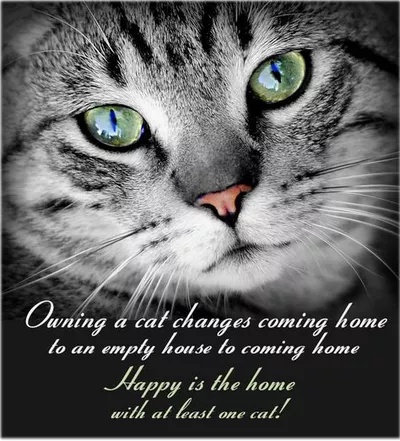 Owning a cat changes coming home
to an empty house to coming home
Happy is the home
with at least one cat!